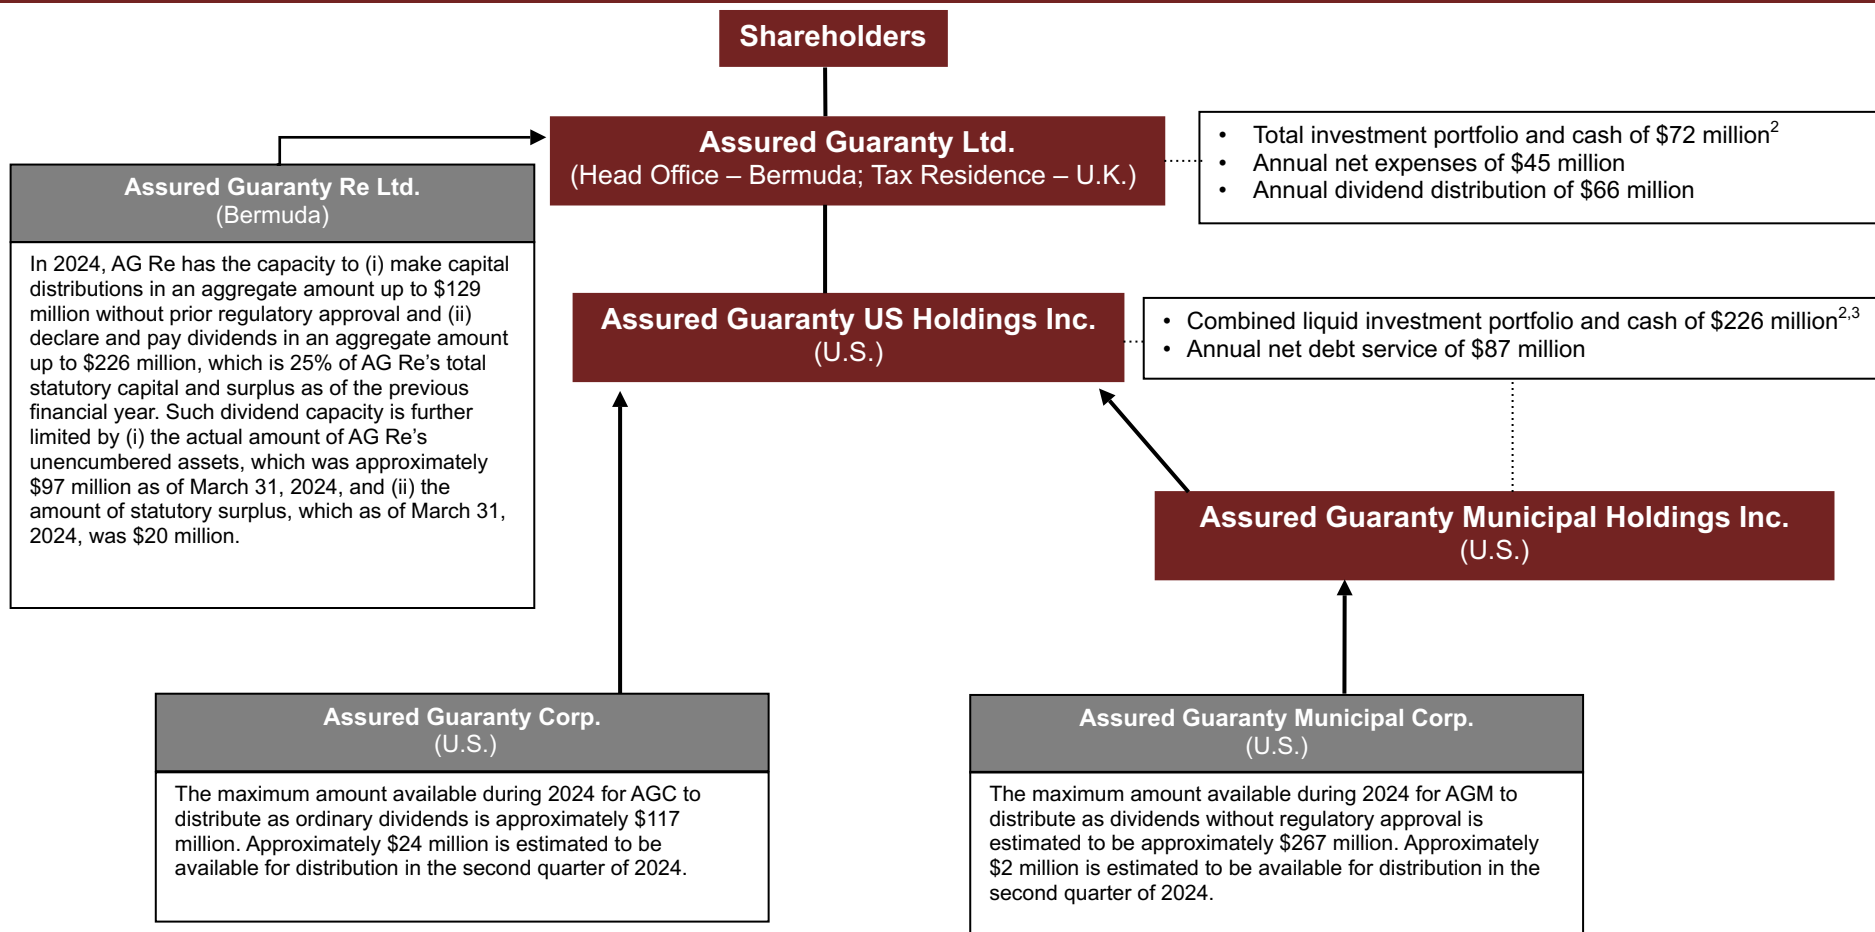 Shareholders
Assured Guaranty Ltd.
(Head Office – Bermuda; Tax Residence – U.K.)
• Total investment portfolio and cash of $72 million2
• Annual net expenses of $45 million
• Annual dividend distribution of $66 million
Assured Guaranty Re Ltd.
(Bermuda)
In 2024, AG Re has the capacity to (i) make capital
distributions in an aggregate amount up to $129
million without prior regulatory approval and (ii)
declare and pay dividends in an aggregate amount
up to $226 million, which is 25% of AG Re’s total
statutory capital and surplus as of the previous
financial year. Such dividend capacity is further
limited by (i) the actual amount of AG Re’s
unencumbered assets, which was approximately
$97 million as of March 31, 2024, and (ii) the
amount of statutory surplus, which as of March 31,
2024, was $20 million.
Assured Guaranty US Holdings Inc.
(U.S.)
• Combined liquid investment portfolio and cash of $226 million2,3
• Annual net debt service of $87 million
Assured Guaranty Municipal Holdings Inc.
(U.S.)
Assured Guaranty Corp.
(U.S.)
The maximum amount available during 2024 for AGC to
distribute as ordinary dividends is approximately $117
million. Approximately $24 million is estimated to be
available for distribution in the second quarter of 2024.
Assured Guaranty Municipal Corp.
(U.S.)
The maximum amount available during 2024 for AGM to
distribute as dividends without regulatory approval is
estimated to be approximately $267 million. Approximately
$2 million is estimated to be available for distribution in the
second quarter of 2024.